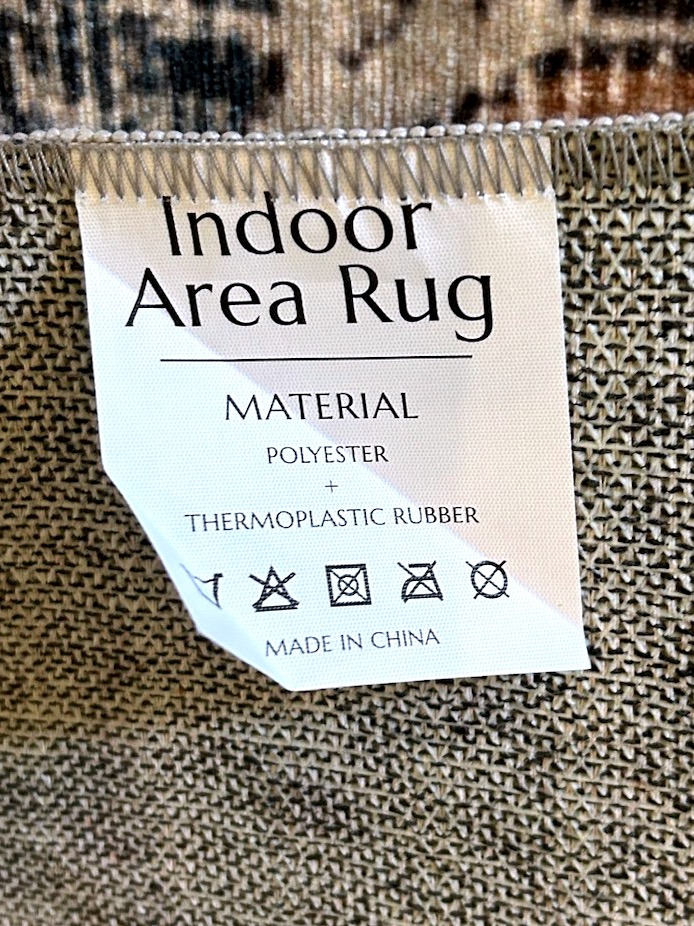 Indoor
Area Rug
MATERIAL
POLYESTER
+
THERMOPLASTIC RUBBER
MADE IN CHINA